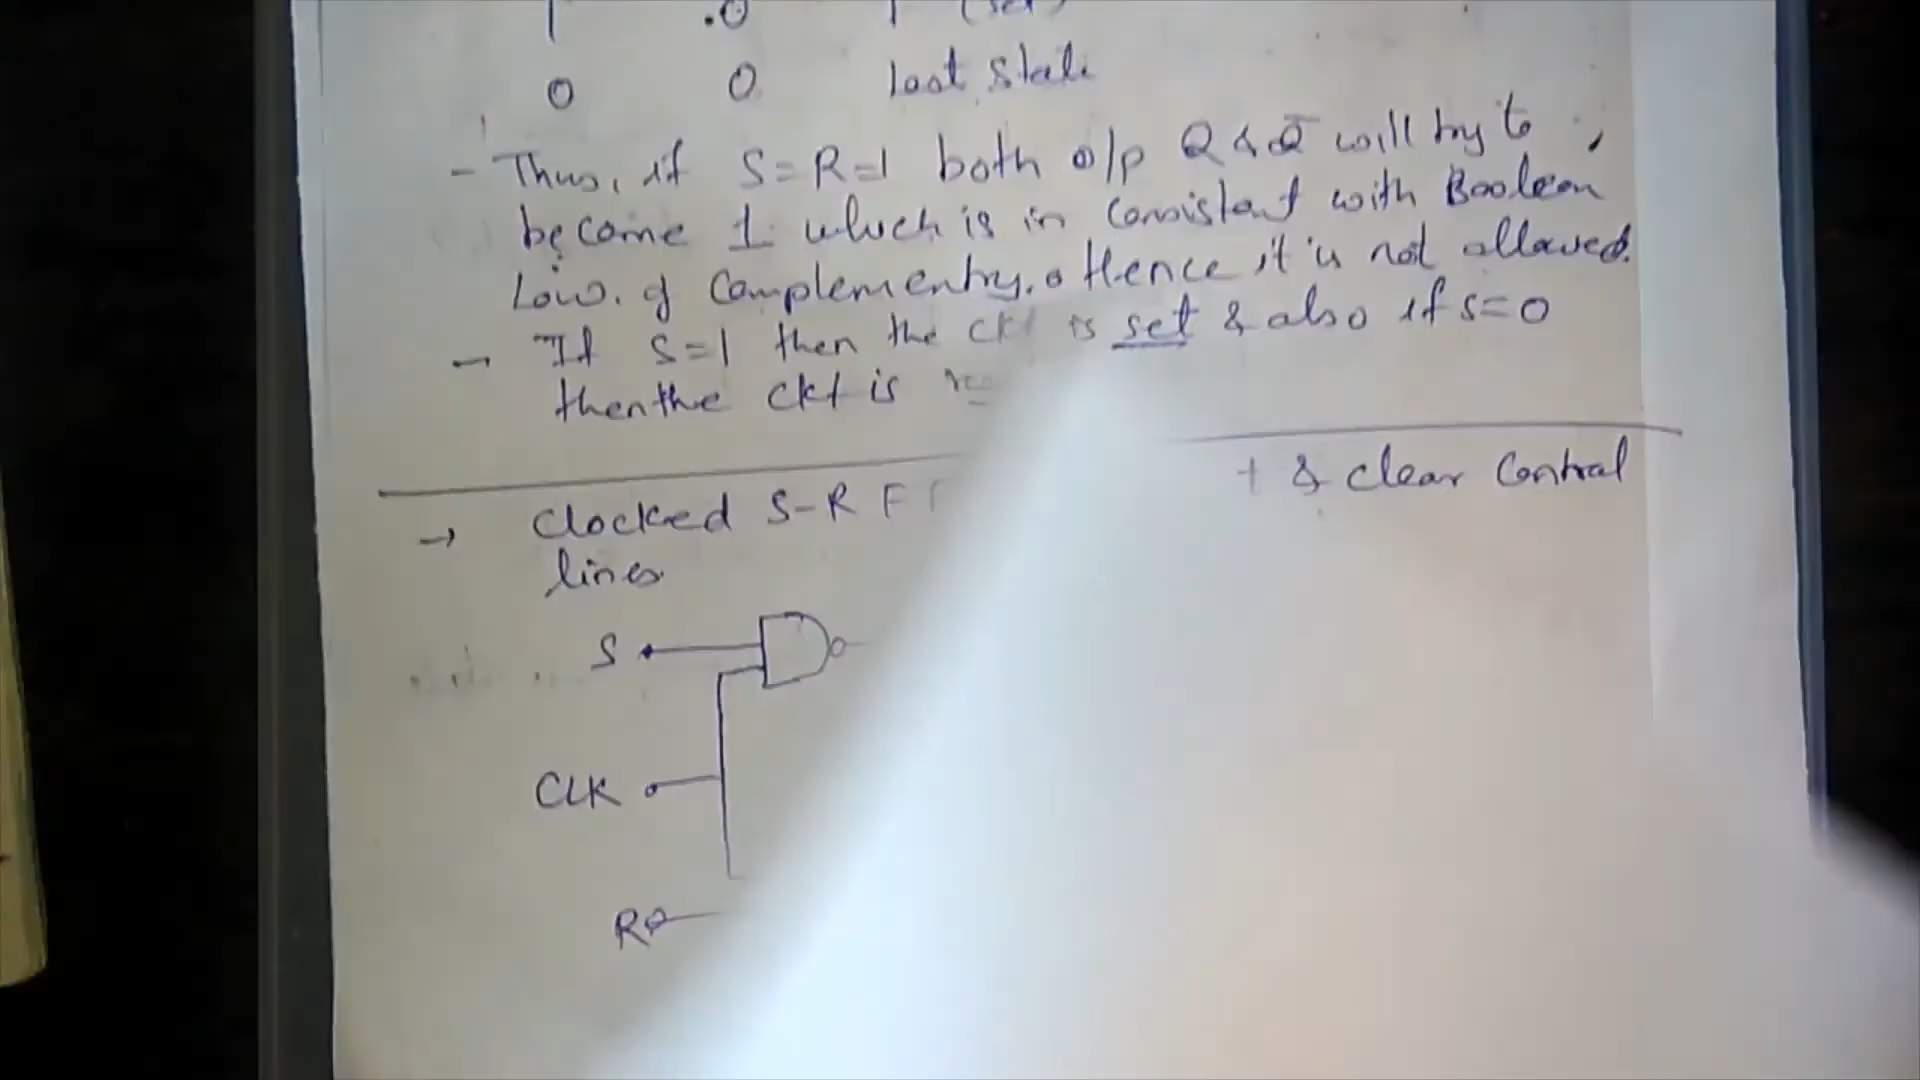 1 .0 1 (set)
0 0 last state
- Thus, if S=R=1 both o/p Q & Q̅ will try to
become 1 which is in consistant with Boolean
Low. of Complementry. Hence it is not allowed.
- If S=1 then the ckt is set & also if s=0
then the ckt is
→ Clocked S-R F & clear Control
lines
S
CLK
R